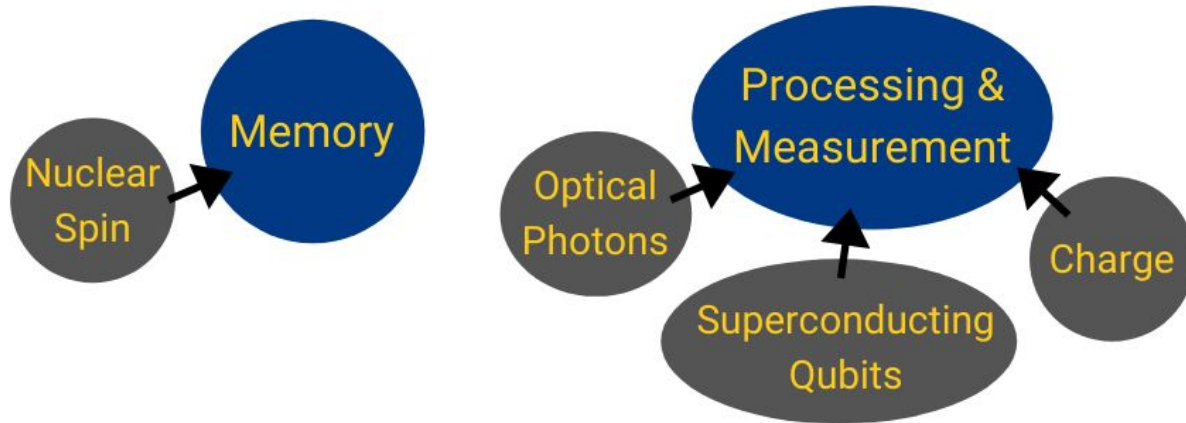 Memory
Nuclear
Spin
Processing &
Measurement
Optical
Photons
Superconducting
Qubits
Charge